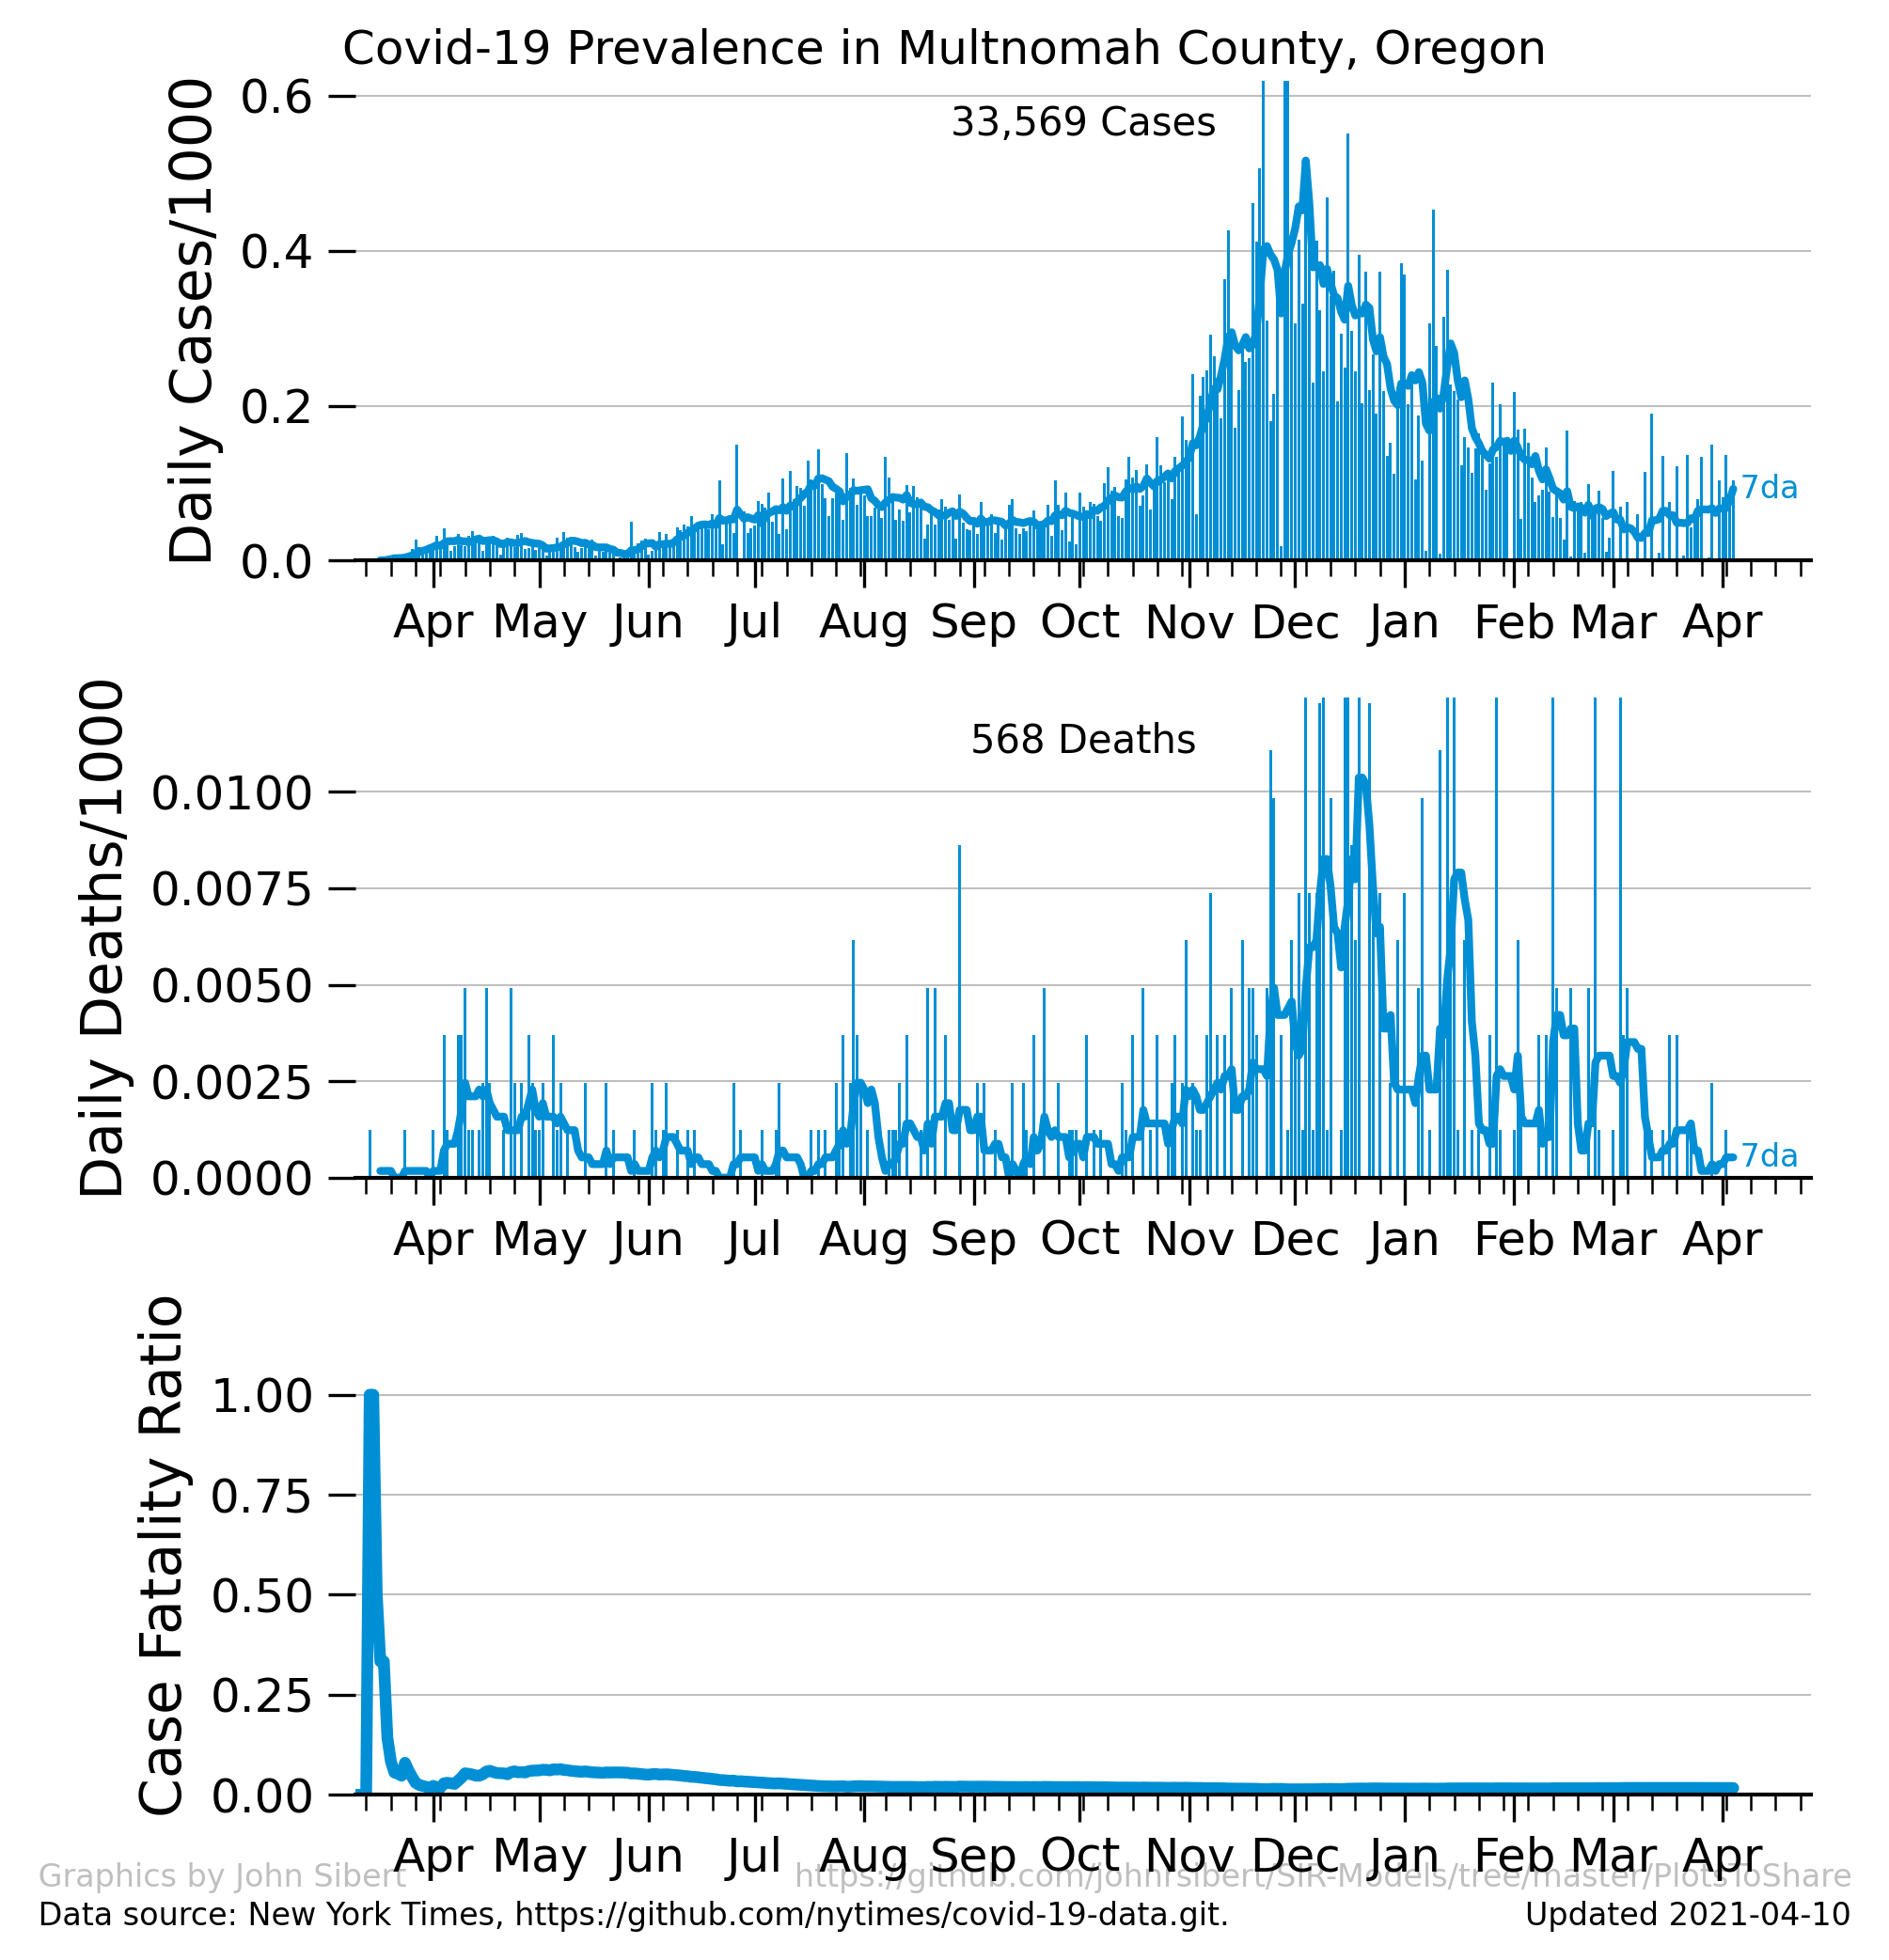 Covid-19 Prevalence in Multnomah County, Oregon
Daily Cases/1000
0.6
0.4
0.2
0.0
33,569 Cases
7da
Apr May Jun Jul Aug Sep Oct Nov Dec Jan Feb Mar Apr
Daily Deaths/1000
0.0100
0.0075
0.0050
0.0025
0.0000
568 Deaths
7da
Apr May Jun Jul Aug Sep Oct Nov Dec Jan Feb Mar Apr
Case Fatality Ratio
1.00
0.75
0.50
0.25
0.00
Apr May Jun Jul Aug Sep Oct Nov Dec Jan Feb Mar Apr
Graphics by John Sibert https://github.com/johnrsibert/SIR-Models/tree/master/PlotsToShare
Data source: New York Times, https://github.com/nytimes/covid-19-data.git. Updated 2021-04-10